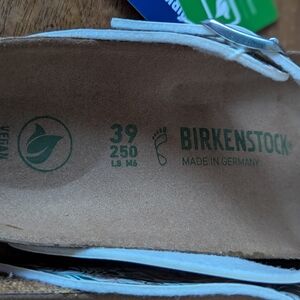 VEGAN
39
250
L8 M6
BIRKENSTOCK
MADE IN GERMANY